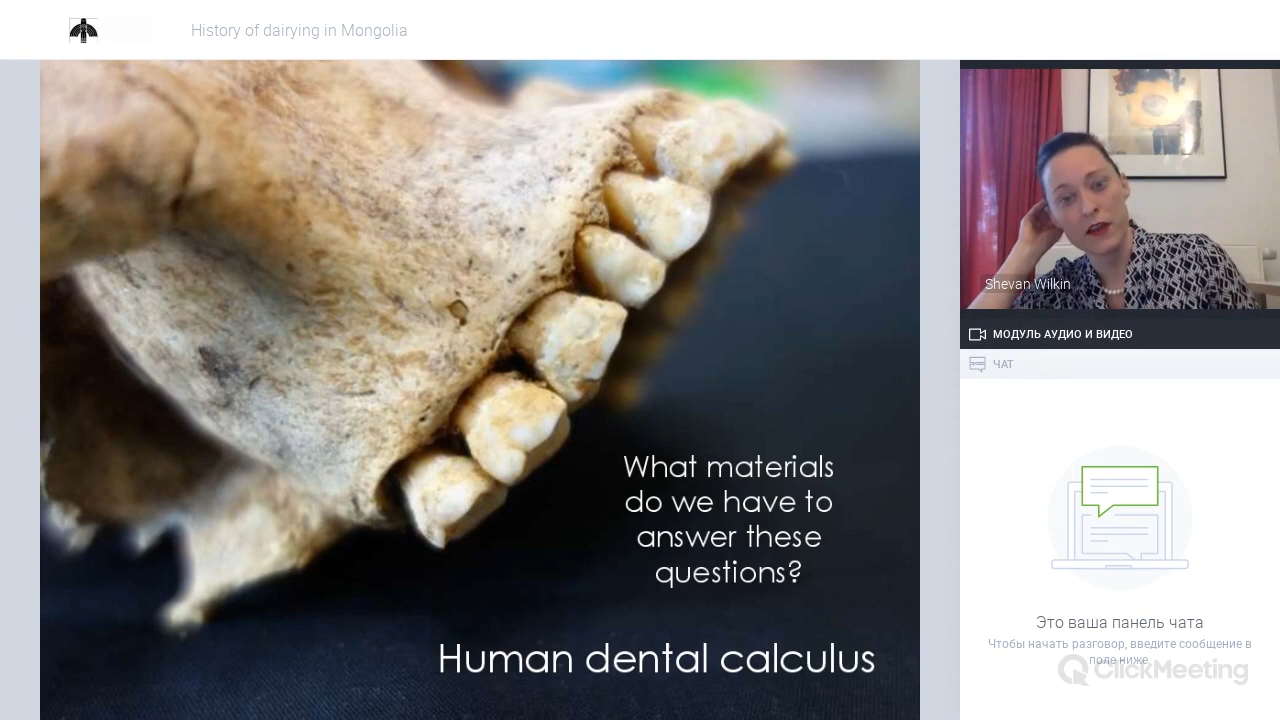 History of dairying in Mongolia
What materials
do we have to
answer these
questions?
Human dental calculus
Shevan Wilkin
МОДУЛЬ АУДИО И ВИДЕО
ЧАТ
Это ваша панель чата
Чтобы начать разговор, введите сообщение в
поле ниже
ClickMeeting